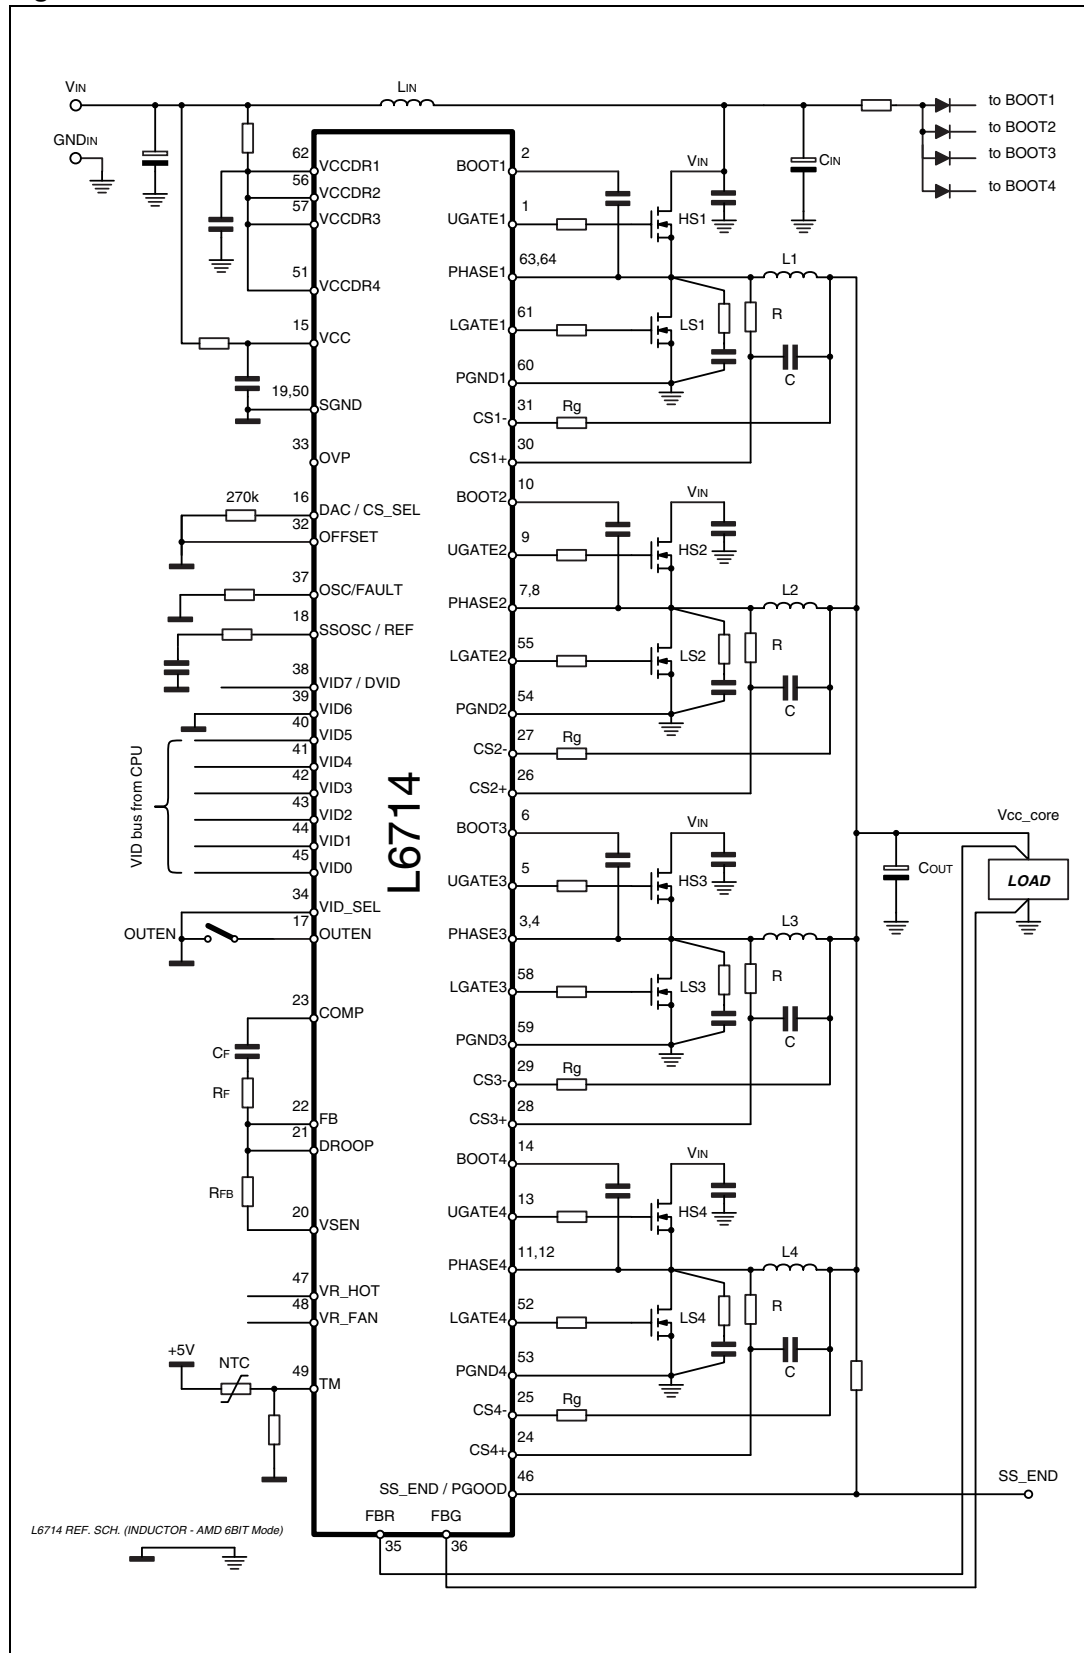 VIN
LIN
to BOOT1
to BOOT2
to BOOT3
to BOOT4
GNDIN
CIN
62
VCCDR1
56
VCCDR2
57
VCCDR3
51
VCCDR4
15
VCC
19,50
SGND
33
OVP
270k
16
DAC / CS_SEL
32
OFFSET
37
OSC/FAULT
18
SSOSC / REF
38
VID7 / DVID
39
VID6
40
VID5
41
VID4
42
VID3
43
VID2
44
VID1
45
VID0
VID bus from CPU
34
VID_SEL
17
OUTEN
OUTEN
23
COMP
CF
RF
22
FB
21
DROOP
RFB
20
VSEN
47
VR_HOT
48
VR_FAN
+5V
NTC
49
TM
L6714
BOOT1
2
VIN
UGATE1
1
HS1
PHASE1
63,64
L1
LGATE1
61
LS1
R
PGND1
60
C
CS1-
31
Rg
CS1+
30
BOOT2
10
VIN
UGATE2
9
HS2
PHASE2
7,8
L2
LGATE2
55
LS2
R
PGND2
54
C
CS2-
27
Rg
CS2+
26
BOOT3
6
VIN
UGATE3
5
HS3
PHASE3
3,4
L3
LGATE3
58
LS3
R
PGND3
59
C
CS3-
29
Rg
CS3+
28
BOOT4
14
VIN
UGATE4
13
HS4
PHASE4
11,12
L4
LGATE4
52
LS4
R
PGND4
53
C
CS4-
25
Rg
CS4+
24
SS_END / PGOOD
46
SS_END
Vcc_core
COUT
LOAD
FBR
35
FBG
36
L6714 REF. SCH. (INDUCTOR - AMD 6BIT Mode)